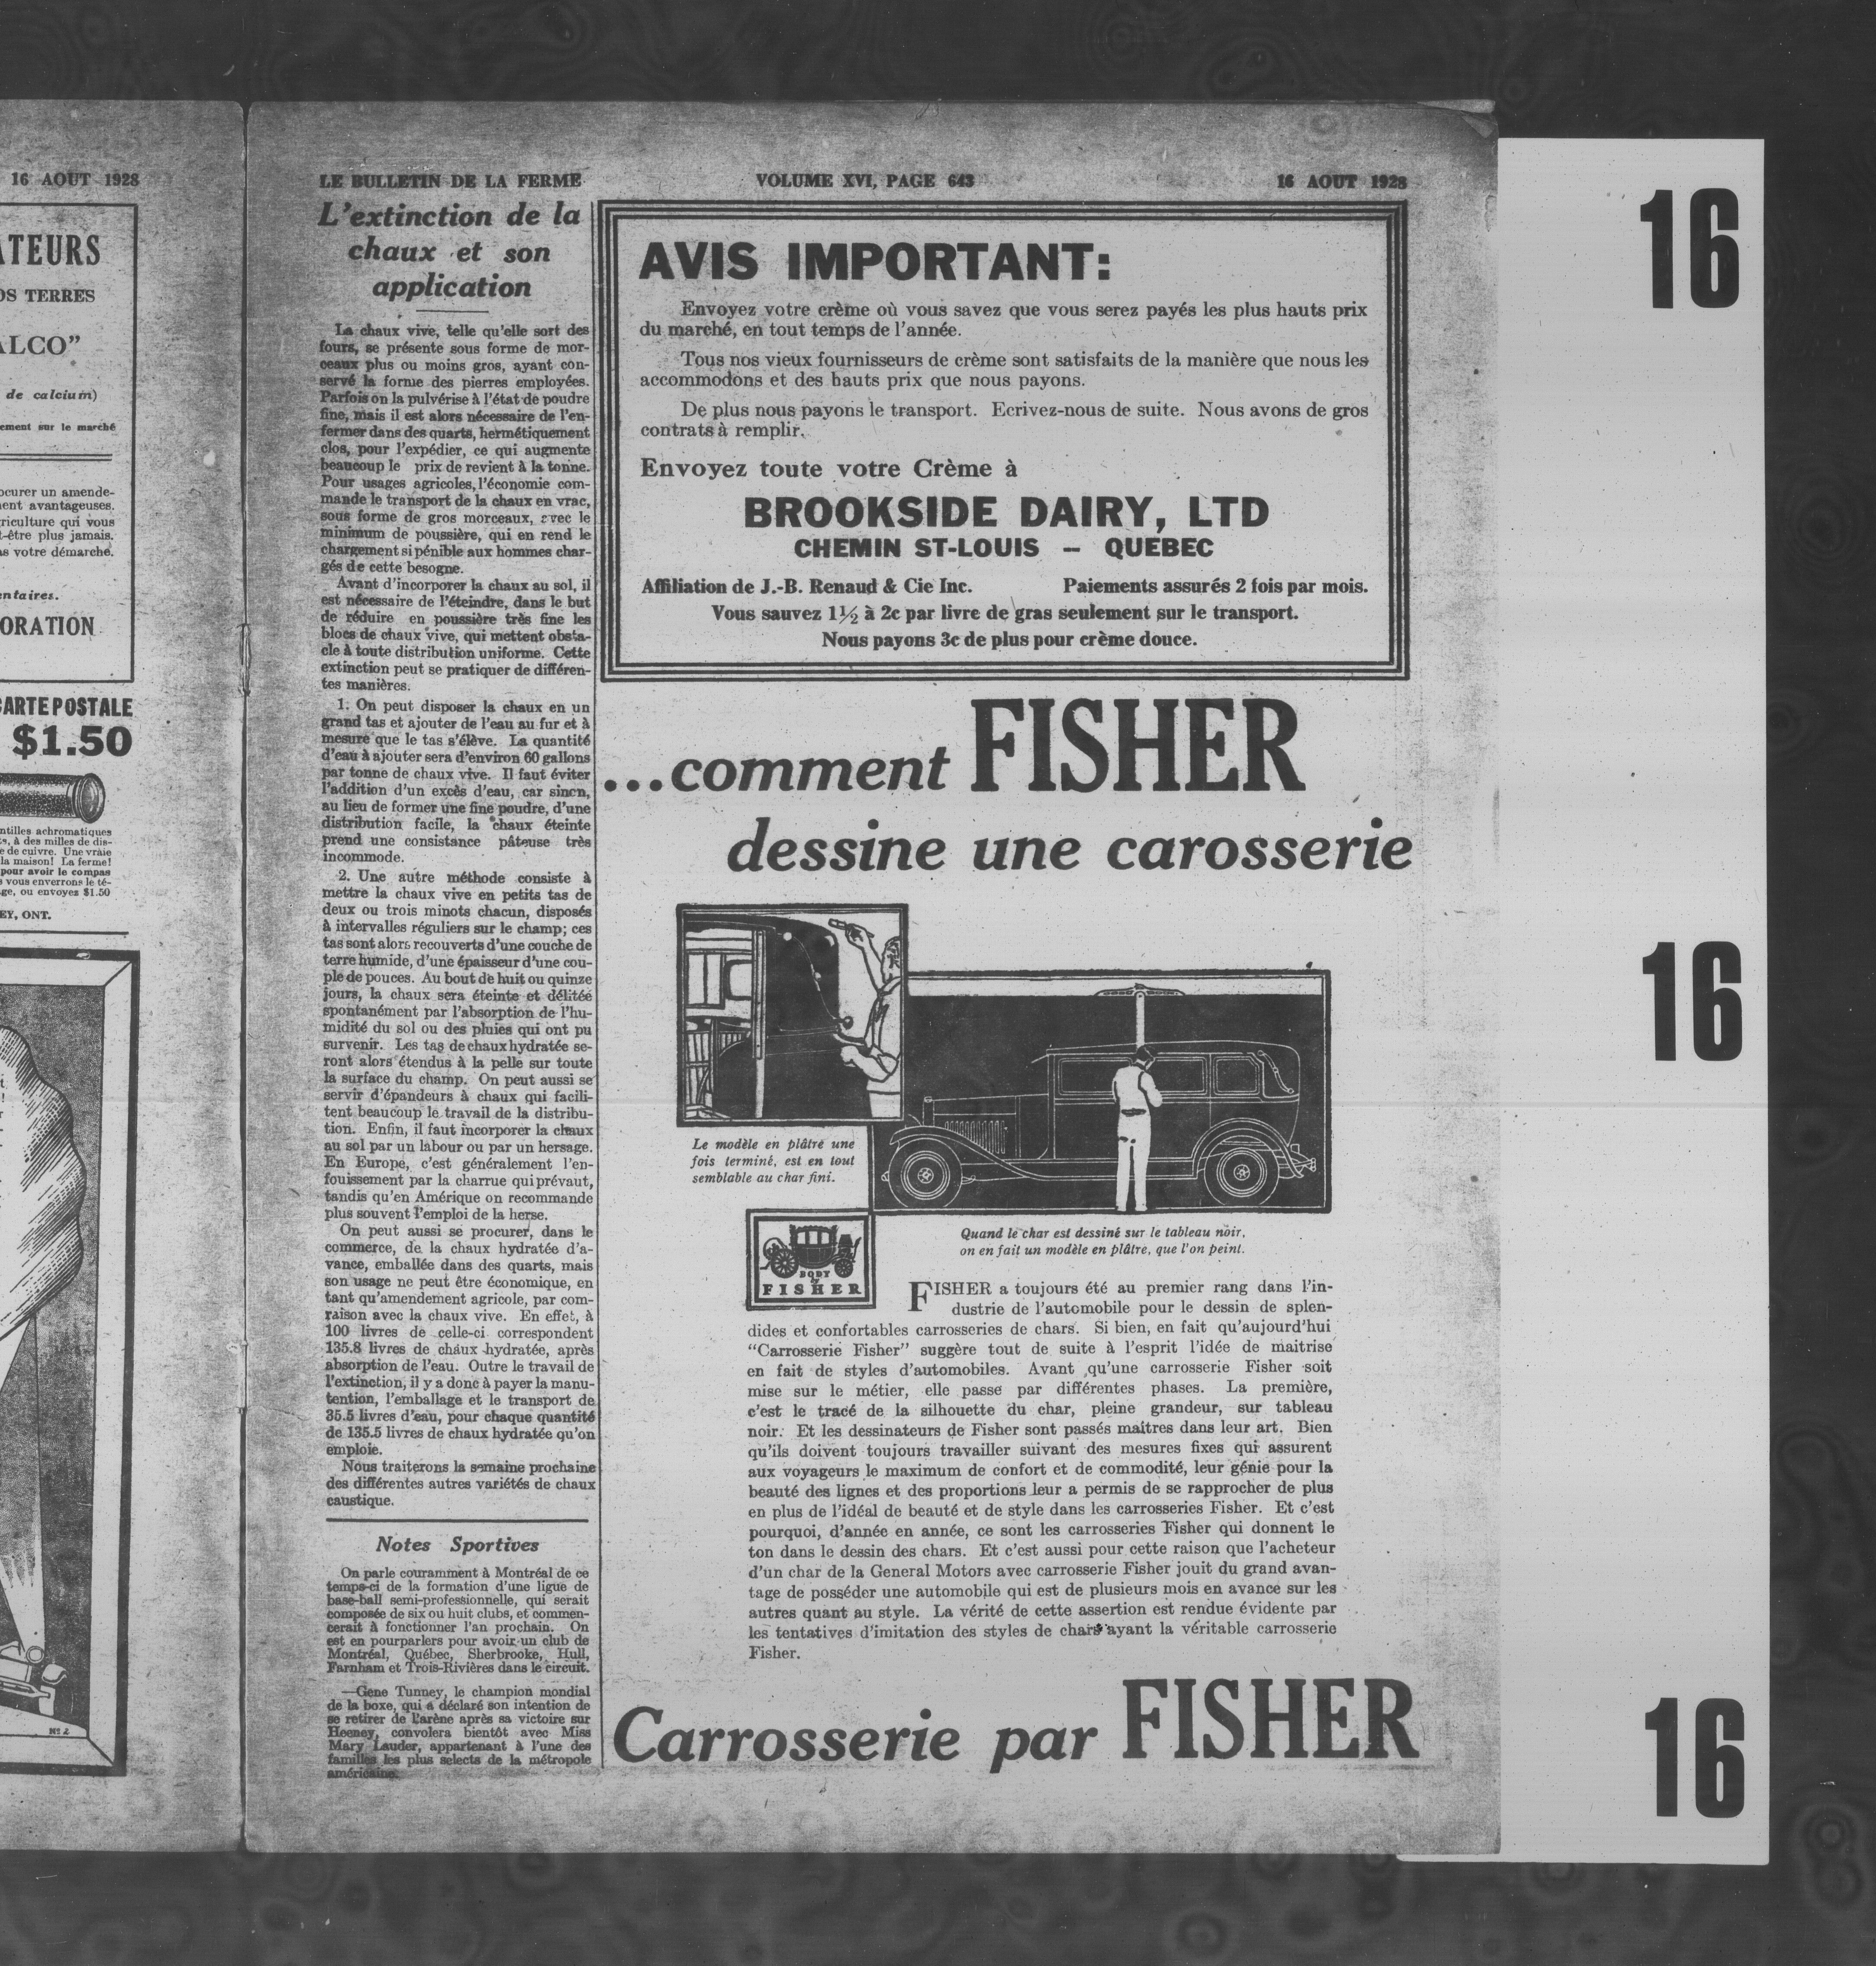 16 AOUT 1928
ATEURS
OS TERRES
ALCO”
de calcium)
ement sur le marché
ocurer un amende-
ment avantageuses.
riculture qui vous
t-être plus jamais.
as votre démarche.
entaires.
ORATION
CARTE POSTALE
$1.50
ntilles achromatiques
ts, à des milles de dis-
e de cuivre. Une vraie
la maison! La ferme!
pour avoir le compas
s vous enverrons le té-
ge, ou envoyez $1.50
EY, ONT.
No 2
LE BULLETIN DE LA FERME
VOLUME XVI, PAGE 643
16 AOUT 1928
L'extinction de la
chaux et son
application
La chaux vive, telle qu'elle sort des
fours, se présente sous forme de mor-
ceaux plus ou moins gros, ayant con-
servé la forme des pierres employées.
Parfois on la pulvérise à l'état de poudre
fine, mais il est alors nécessaire de l'en-
fermer dans des quarts, hermétiquement
clos, pour l'expédier, ce qui augmente
beaucoup le prix de revient à la tonne.
Pour usages agricoles, l'économie com-
mande le transport de la chaux en vrac,
sous forme de gros morceaux, avec le
minimum de poussière, qui en rend le
chargement si pénible aux hommes char-
gés de cette besogne.
Avant d'incorporer la chaux au sol, il
est nécessaire de l'éteindre, dans le but
de réduire en poussière très fine les
blocs de chaux vive, qui mettent obsta-
cle à toute distribution uniforme. Cette
extinction peut se pratiquer de différen-
tes manières.
1. On peut disposer la chaux en un
grand tas et ajouter de l'eau au fur et à
mesure que le tas s'élève. La quantité
d'eau à ajouter sera d'environ 60 gallons
par tonne de chaux vive. Il faut éviter
l'addition d'un excès d'eau, car sinon,
au lieu de former une fine poudre, d'une
distribution facile, la chaux éteinte
prend une consistance pâteuse très
incommode.
2. Une autre méthode consiste à
mettre la chaux vive en petits tas de
deux ou trois minots chacun, disposés
à intervalles réguliers sur le champ; ces
tas sont alors recouverts d'une couche de
terre humide, d'une épaisseur d'une cou-
ple de pouces. Au bout de huit ou quinze
jours, la chaux sera éteinte et délitée
spontanément par l'absorption de l'hu-
midité du sol ou des pluies qui ont pu
survenir. Les tas de chaux hydratée se-
ront alors étendus à la pelle sur toute
la surface du champ. On peut aussi se
servir d'épandeurs à chaux qui facili-
tent beaucoup le travail de la distribu-
tion. Enfin, il faut incorporer la chaux
au sol par un labour ou par un hersage.
En Europe, c'est généralement l'en-
fouissement par la charrue qui prévaut,
tandis qu'en Amérique on recommande
plus souvent l'emploi de la herse.
On peut aussi se procurer, dans le
commerce, de la chaux hydratée d'a-
vance, emballée dans des quarts, mais
son usage ne peut être économique, en
tant qu'amendement agricole, par com-
raison avec la chaux vive. En effet, à
100 livres de celle-ci correspondent
135.8 livres de chaux hydratée, après
absorption de l'eau. Outre le travail de
l'extinction, il y a donc à payer la manu-
tention, l'emballage et le transport de
35.5 livres d'eau, pour chaque quantité
de 135.5 livres de chaux hydratée qu'on
emploie.
Nous traiterons la semaine prochaine
des différentes autres variétés de chaux
caustique.
Notes Sportives
On parle couramment à Montréal de ce
temps-ci de la formation d'une ligue de
base-ball semi-professionnelle, qui serait
composée de six ou huit clubs, et commen-
cerait à fonctionner l'an prochain. On
est en pourparlers pour avoir un club de
Montréal, Québec, Sherbrooke, Hull,
Farnham et Trois-Rivières dans le circuit.
—Gene Tunney, le champion mondial
de la boxe, qui a déclaré son intention de
se retirer de l'arène après sa victoire sur
Heeney, convolera bientôt avec Miss
Mary Lauder, appartenant à l'une des
familles les plus selects de la métropole
américaine.
AVIS IMPORTANT:
Envoyez votre crème où vous savez que vous serez payés les plus hauts prix
du marché, en tout temps de l'année.
Tous nos vieux fournisseurs de crème sont satisfaits de la manière que nous les
accommodons et des hauts prix que nous payons.
De plus nous payons le transport. Ecrivez-nous de suite. Nous avons de gros
contrats à remplir.
Envoyez toute votre Crème à
BROOKSIDE DAIRY, LTD
CHEMIN ST-LOUIS -- QUEBEC
Affiliation de J.-B. Renaud & Cie Inc. Paiements assurés 2 fois par mois.
Vous sauvez 1½ à 2c par livre de gras seulement sur le transport.
Nous payons 3c de plus pour crème douce.
...comment FISHER
dessine une carosserie
Le modèle en plâtre une
fois terminé, est en tout
semblable au char fini.
Quand le char est dessiné sur le tableau noir,
on en fait un modèle en plâtre, que l'on peint.
BODY
by
FISHER
FISHER a toujours été au premier rang dans l'in-
dustrie de l'automobile pour le dessin de splen-
dides et confortables carrosseries de chars. Si bien, en fait qu'aujourd'hui
“Carrosserie Fisher” suggère tout de suite à l'esprit l'idée de maitrise
en fait de styles d'automobiles. Avant qu'une carrosserie Fisher soit
mise sur le métier, elle passe par différentes phases. La première,
c'est le tracé de la silhouette du char, pleine grandeur, sur tableau
noir. Et les dessinateurs de Fisher sont passés maîtres dans leur art. Bien
qu'ils doivent toujours travailler suivant des mesures fixes qui assurent
aux voyageurs le maximum de confort et de commodité, leur génie pour la
beauté des lignes et des proportions leur a permis de se rapprocher de plus
en plus de l'idéal de beauté et de style dans les carrosseries Fisher. Et c'est
pourquoi, d'année en année, ce sont les carrosseries Fisher qui donnent le
ton dans le dessin des chars. Et c'est aussi pour cette raison que l'acheteur
d'un char de la General Motors avec carrosserie Fisher jouit du grand avan-
tage de posséder une automobile qui est de plusieurs mois en avance sur les
autres quant au style. La vérité de cette assertion est rendue évidente par
les tentatives d'imitation des styles de chars ayant la véritable carrosserie
Fisher.
Carrosserie par FISHER
16
16
16